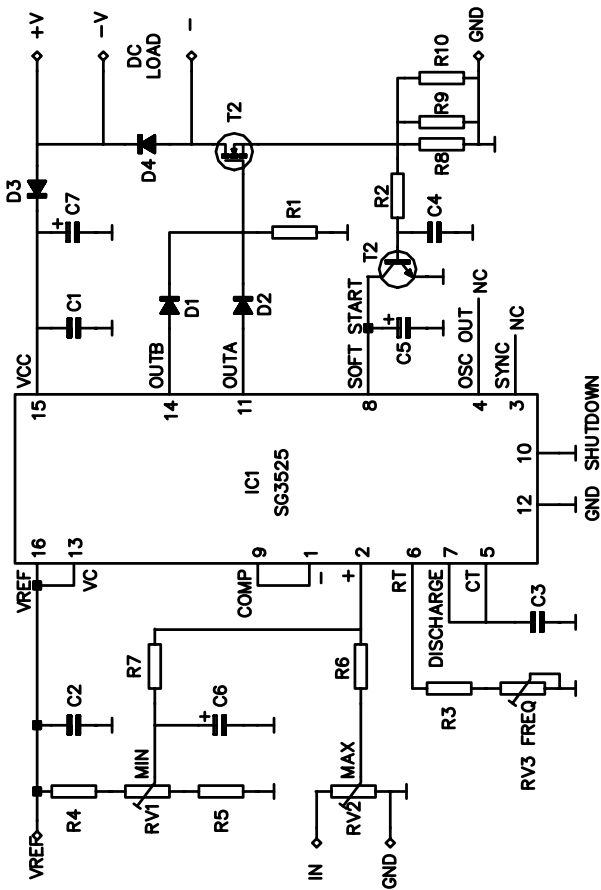 VREF
R4
RV1
MIN
R5
C2
C6
+
R7
IN
GND
RV2
MAX
R6
R3
RV3 FREQ
C3
VREF
16
13
VC
COMP
9
1
-
+
2
RT
6
DISCHARGE
7
CT
5
IC1
SG3525
12
GND
10
SHUTDOWN
15
VCC
14
OUTB
11
OUTA
8
SOFT START
4
OSC OUT
NC
3
SYNC
NC
C1
C7
+
D3
D1
D2
R1
C5
+
T2
C4
R2
D4
T2
R8
R9
R10
+V
-V
DC
LOAD
-
GND